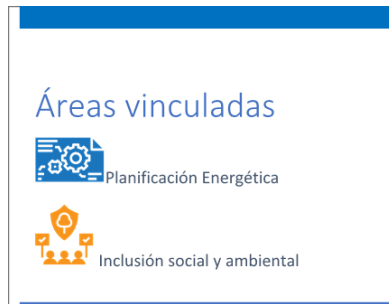 Áreas vinculadas
Planificación Energética
Inclusión social y ambiental